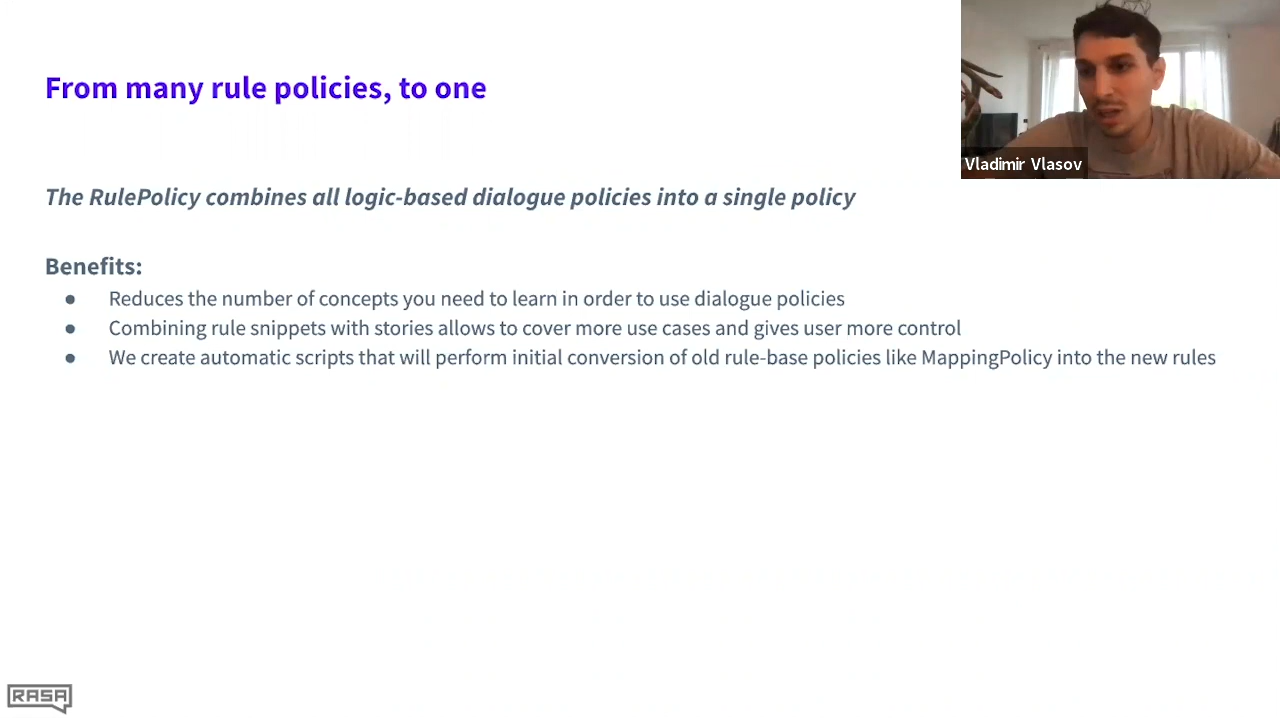 From many rule policies, to one
Vladimir Vlasov
The RulePolicy combines all logic-based dialogue policies into a single policy
Benefits:
● Reduces the number of concepts you need to learn in order to use dialogue policies
● Combining rule snippets with stories allows to cover more use cases and gives user more control
● We create automatic scripts that will perform initial conversion of old rule-base policies like MappingPolicy into the new rules
RASA